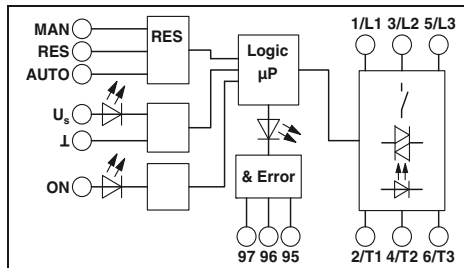 MAN
RES
AUTO
RES
Us
⊥
ON
Logic
µP
& Error
97 96 95
1/L1 3/L2 5/L3
2/T1 4/T2 6/T3